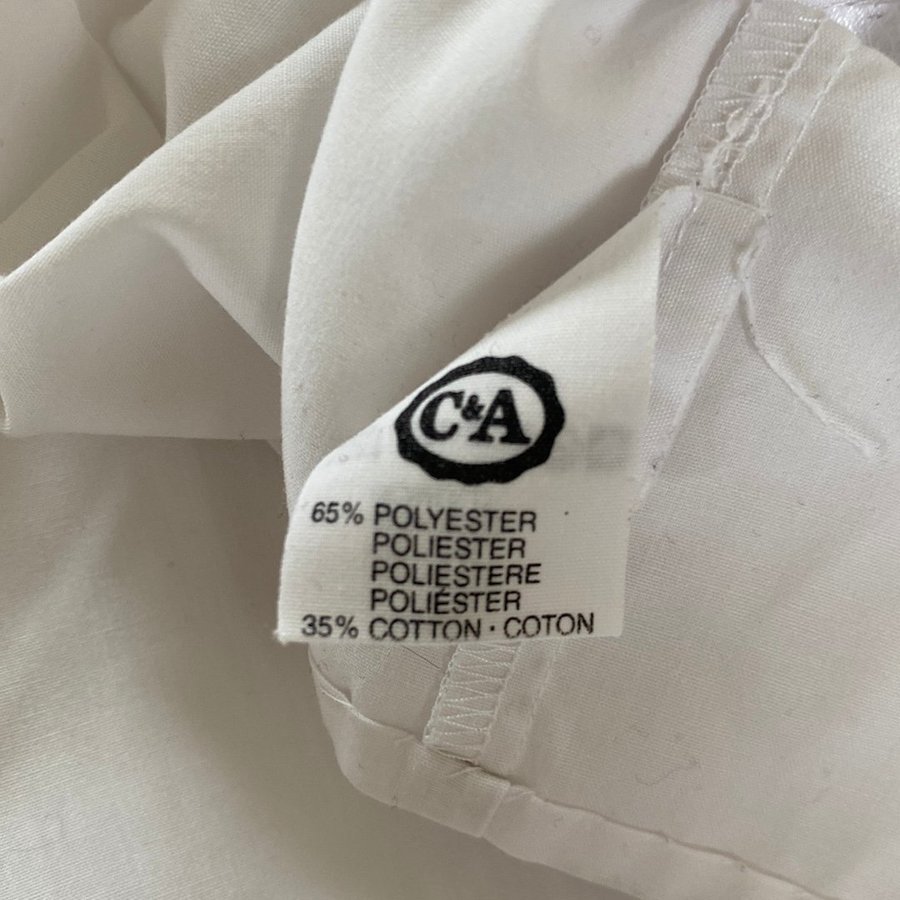 C&A
65% POLYESTER
POLIESTER
POLIESTERE
POLIÉSTER
35% COTTON · COTON